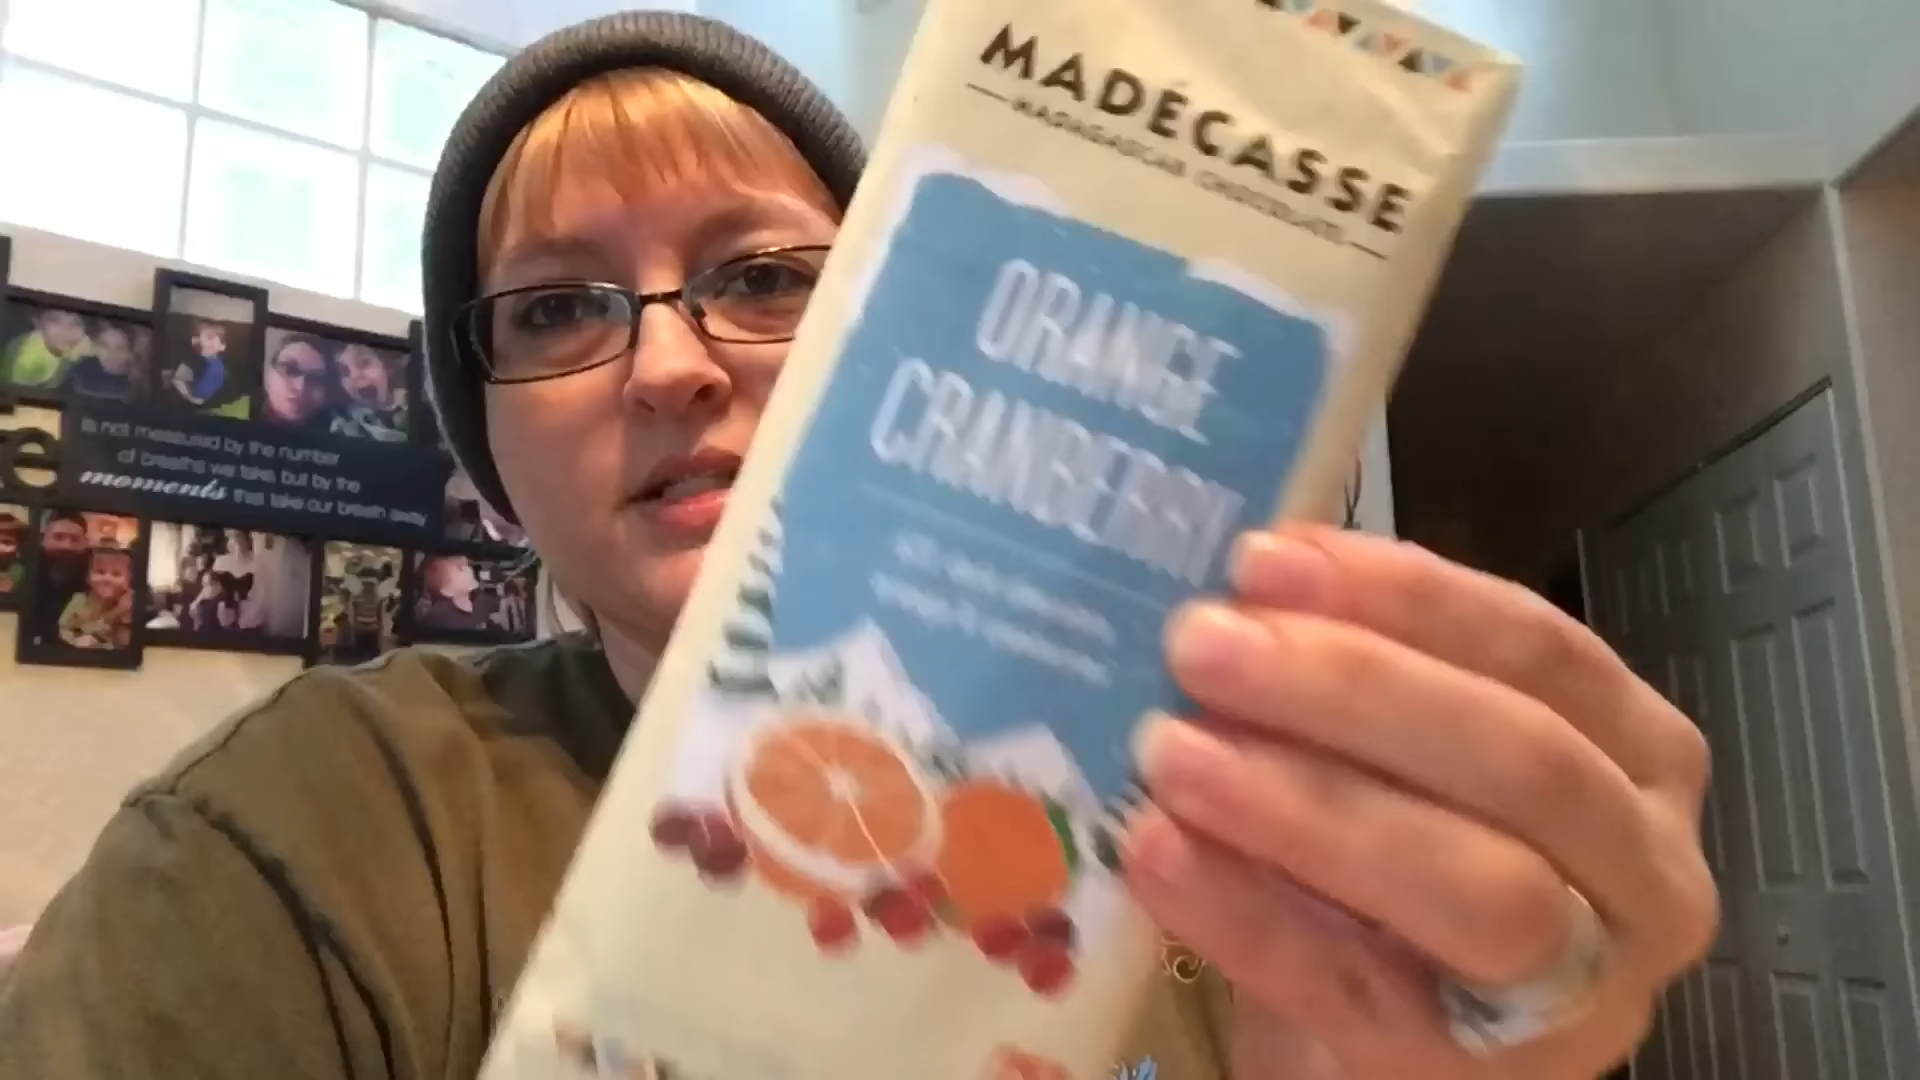 MADÉCASSE
MADAGASCAR CHOCOLATE
ORANGE
CRANBERRY
is not measured by the number
of breaths we take, but by the
moments that take our breath away